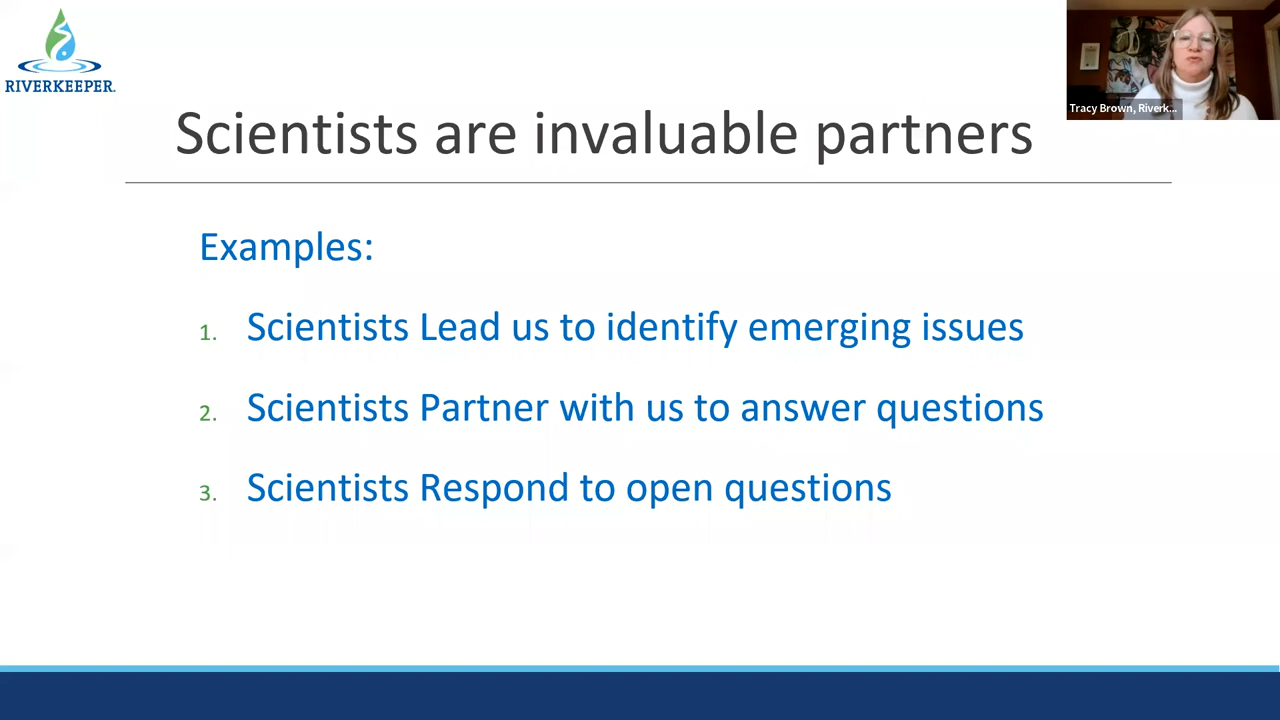 RIVERKEEPER.
Tracy Brown, Riverk...
Scientists are invaluable partners
Examples:
1. Scientists Lead us to identify emerging issues
2. Scientists Partner with us to answer questions
3. Scientists Respond to open questions